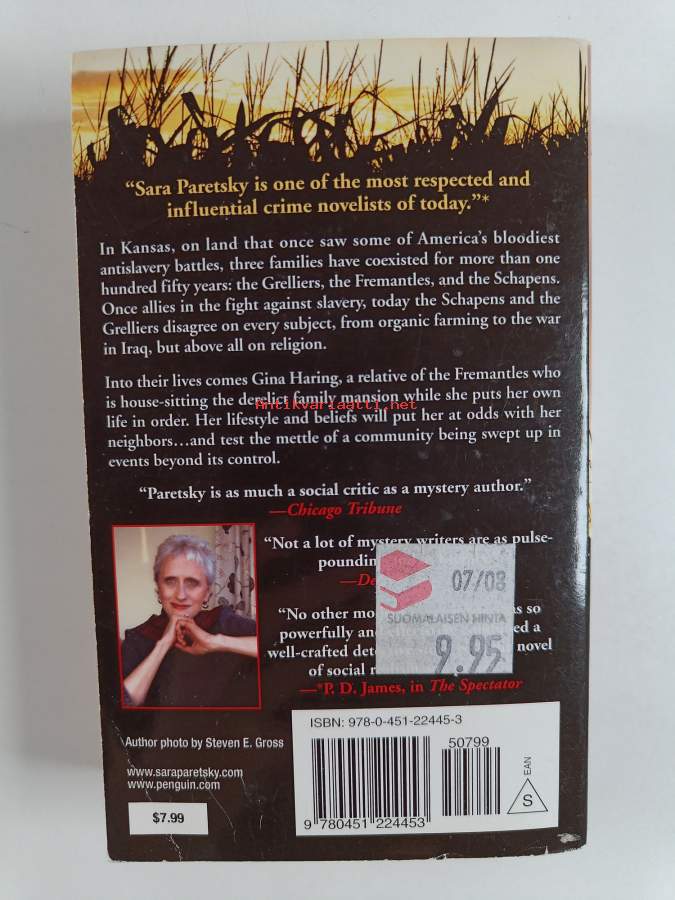 “Sara Paretsky is one of the most respected and
influential crime novelists of today.”*
In Kansas, on land that once saw some of America’s bloodiest
antislavery battles, three families have coexisted for more than one
hundred fifty years: the Grelliers, the Fremantles, and the Schapens.
Once allies in the fight against slavery, today the Schapens and the
Grelliers disagree on every subject, from organic farming to the war
in Iraq, but above all on religion.
Into their lives comes Gina Haring, a relative of the Fremantles who
is house-sitting the derelict family mansion while she puts her own
Antikvariaatti.net
life in order. Her lifestyle and beliefs will put her at odds with her
neighbors…and test the mettle of a community being swept up in
events beyond its control.
“Paretsky is as much a social critic as a mystery author.”
—Chicago Tribune
“Not a lot of mystery writers are as pulse-
—De
07/08
SUOMALAISEN HINTA
9.95
“No other so
powerfully a
well-crafted novel
of social
—*P. D. James, in The Spectator
Author photo by Steven E. Gross
www.saraparetsky.com
www.penguin.com
$7.99
ISBN: 978-0-451-22445-3
50799
9 780451 224453
EAN
S